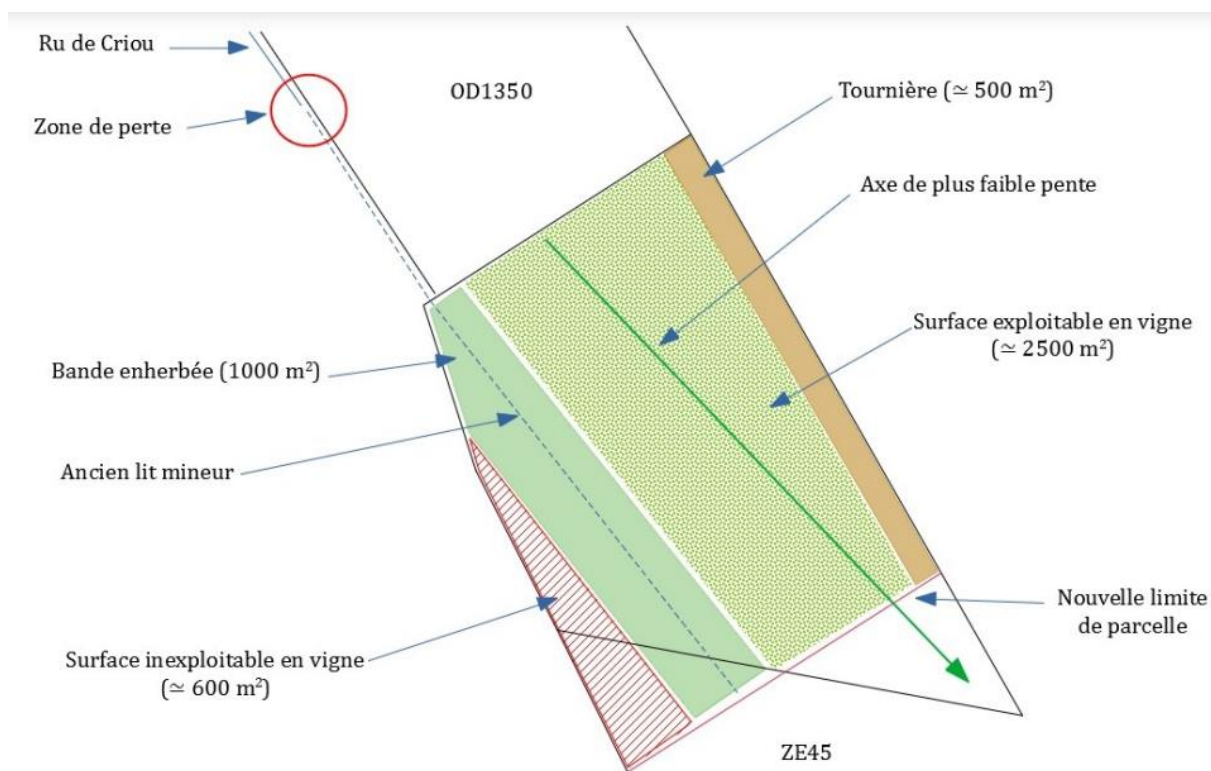 Ru de Criou
OD1350
Tournière (≃ 500 m²)
Zone de perte
Axe de plus faible pente
Surface exploitable en vigne
(≃ 2500 m²)
Bande enherbée (1000 m²)
Ancien lit mineur
Nouvelle limite
de parcelle
Surface inexploitable en vigne
(≃ 600 m²)
ZE45